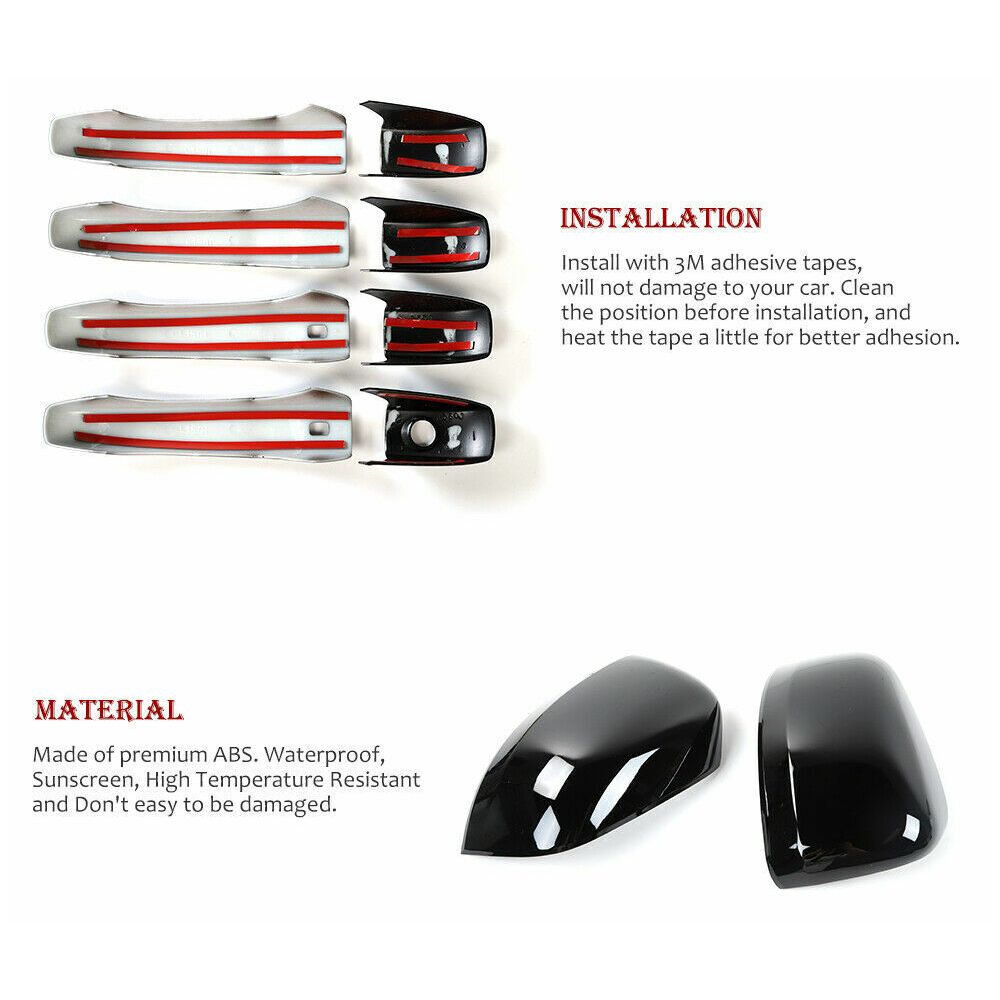 INSTALLATION
Install with 3M adhesive tapes,
will not damage to your car. Clean
the position before installation, and
heat the tape a little for better adhesion.
MATERIAL
Made of premium ABS. Waterproof,
Sunscreen, High Temperature Resistant
and Don't easy to be damaged.